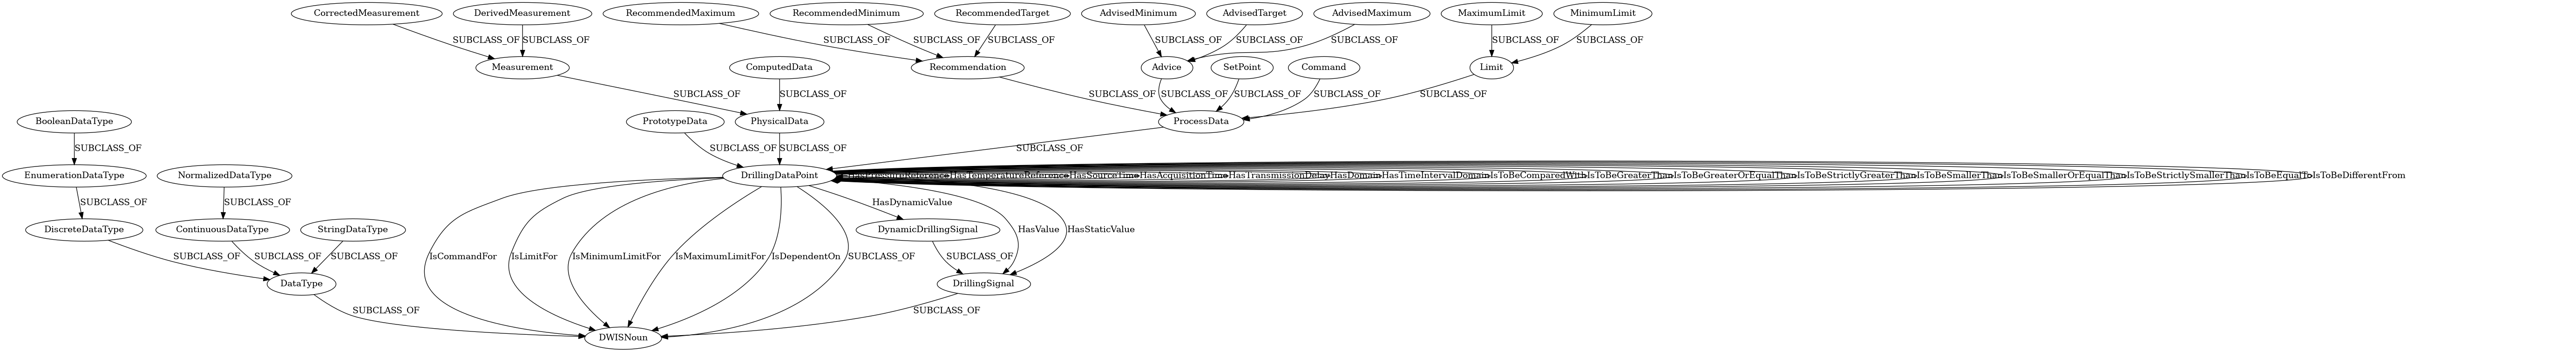 CorrectedMeasurement DerivedMeasurement RecommendedMaximum RecommendedMinimum RecommendedTarget AdvisedMinimum AdvisedTarget AdvisedMaximum MaximumLimit MinimumLimit
SUBCLASS_OF SUBCLASS_OF SUBCLASS_OF SUBCLASS_OF SUBCLASS_OF SUBCLASS_OF SUBCLASS_OF SUBCLASS_OF SUBCLASS_OF SUBCLASS_OF
Measurement ComputedData Recommendation Advice SetPoint Command Limit
SUBCLASS_OF SUBCLASS_OF SUBCLASS_OF SUBCLASS_OF SUBCLASS_OF SUBCLASS_OF SUBCLASS_OF
BooleanDataType PrototypeData PhysicalData ProcessData
SUBCLASS_OF SUBCLASS_OF SUBCLASS_OF SUBCLASS_OF
EnumerationDataType NormalizedDataType DrillingDataPoint HasPressureReference HasTemperatureReference HasSourceTime HasAcquisitionTime HasTransmissionDelay HasDomain HasTimeIntervalDomain IsToBeComparedWith IsToBeGreaterThan IsToBeGreaterOrEqualThan IsToBeStrictlyGreaterThan IsToBeSmallerThan IsToBeSmallerOrEqualThan IsToBeStrictlySmallerThan IsToBeEqualTo IsToBeDifferentFrom
SUBCLASS_OF SUBCLASS_OF HasDynamicValue
DiscreteDataType ContinuousDataType StringDataType DynamicDrillingSignal HasValue HasStaticValue
SUBCLASS_OF SUBCLASS_OF SUBCLASS_OF IsCommandFor IsLimitFor IsMinimumLimitFor IsMaximumLimitFor IsDependentOn SUBCLASS_OF SUBCLASS_OF
DataType DrillingSignal
SUBCLASS_OF SUBCLASS_OF
DWISNoun